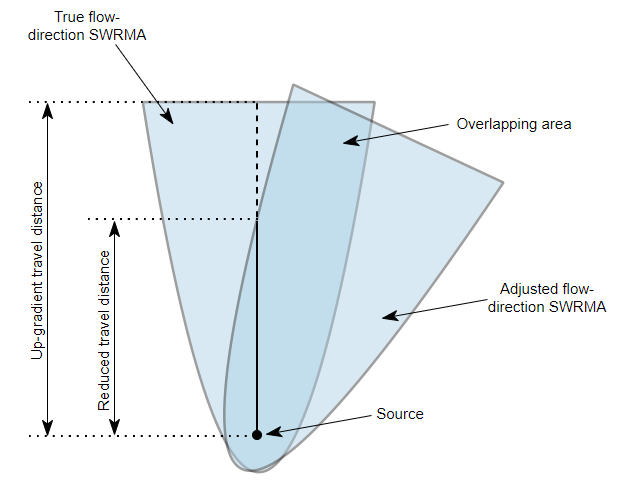 True flow-
direction SWRMA
Overlapping area
Up-gradient travel distance
Reduced travel distance
Adjusted flow-
direction SWRMA
Source